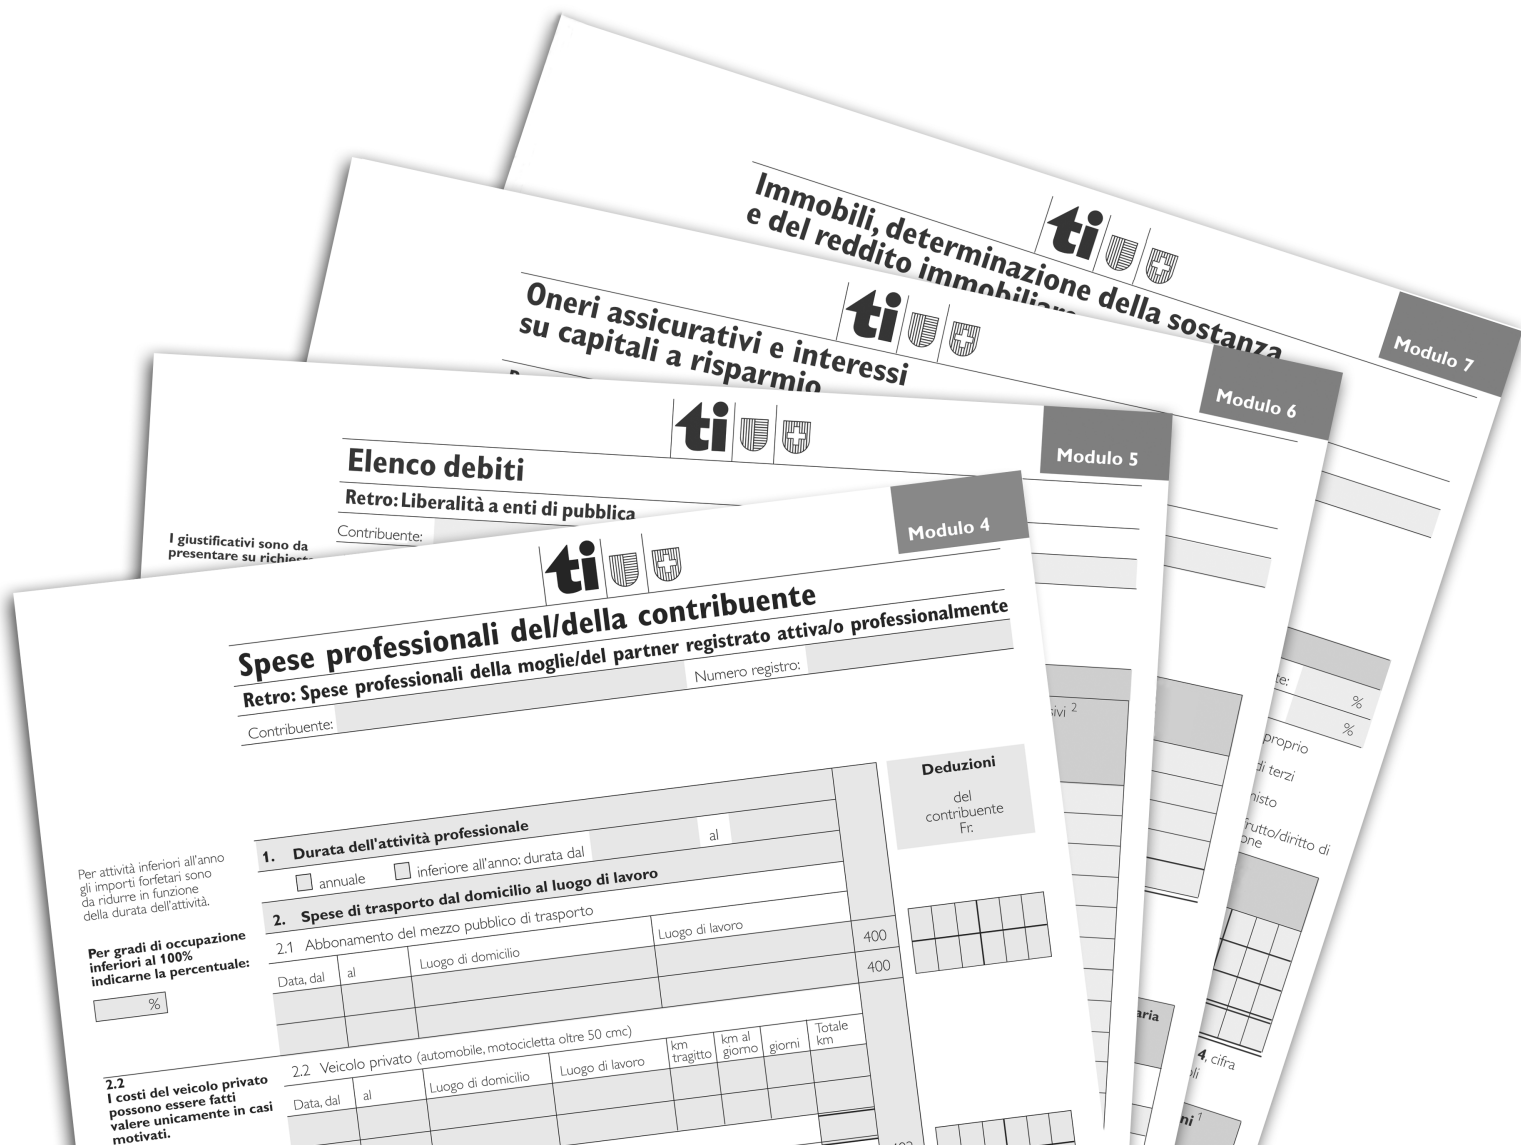 ti
Immobili, determinazione della sostanza
e del reddito immobiliare
Modulo 7
ti
Oneri assicurativi e interessi
su capitali a risparmio
Modulo 6
ti
Modulo 5
Elenco debiti
Retro: Liberalità a enti di pubblica
Contribuente:
I giustificativi sono da
presentare su
ti
Modulo 4
Spese professionali del/della contribuente
Retro: Spese professionali della moglie/del partner registrato attiva/o professionalmente
Contribuente:
Numero registro:
Deduzioni
del
contribuente
Fr.
1. Durata dell'attività professionale
annuale
inferiore all'anno: durata dal
al
Per attività inferiori all'anno
gli importi forfetari sono
da ridurre in funzione
della durata dell'attività.
2. Spese di trasporto dal domicilio al luogo di lavoro
2.1 Abbonamento del mezzo pubblico di trasporto
Data, dal
al
Luogo di domicilio
Luogo di lavoro
400
400
Per gradi di occupazione
inferiori al 100%
indicarne la percentuale:
%
2.2 Veicolo privato (automobile, motocicletta oltre 50 cmc)
Data, dal
al
Luogo di domicilio
Luogo di lavoro
km
tragitto
km al
giorno
giorni
Totale
km
2.2
I costi del veicolo privato
possono essere fatti
valere unicamente in casi
motivati.
2
%
%
proprio
di terzi
diritto di
4, cifra
1